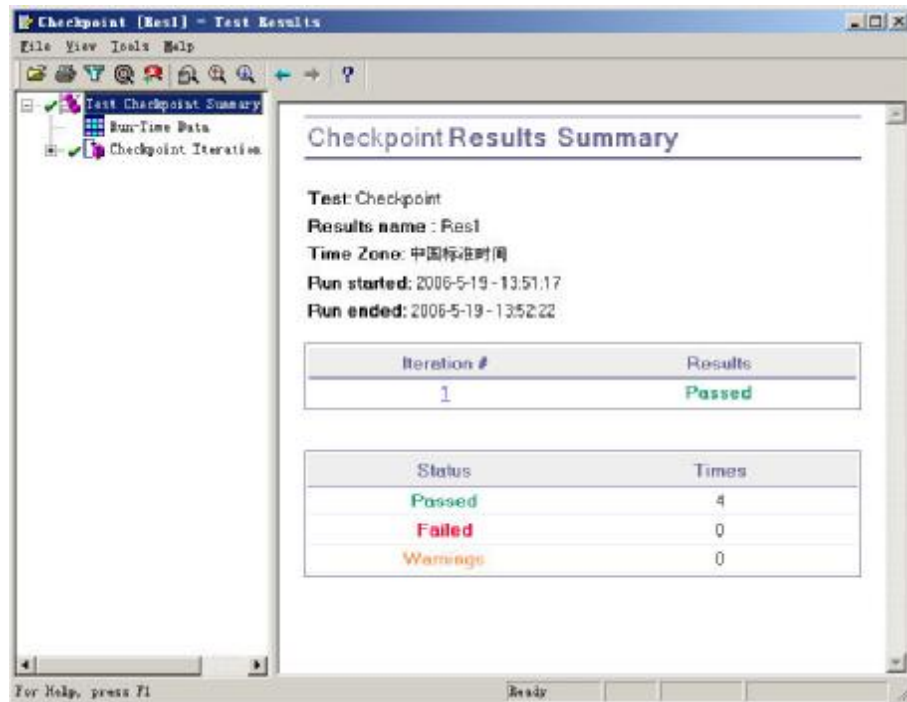 Checkpoint [Res1] - Test Results
File View Tools Help
Test Checkpoint Summary
Run-Time Data
Checkpoint Iteration
Checkpoint Results Summary
Test: Checkpoint
Results name : Res1
Time Zone: 中国标准时间
Run started: 2006-5-19 - 13:51:17
Run ended: 2006-5-19 - 13:52:22
Iteration # Results
1 Passed
Status Times
Passed 4
Failed 0
Warnings 0
For Help, press F1 Ready